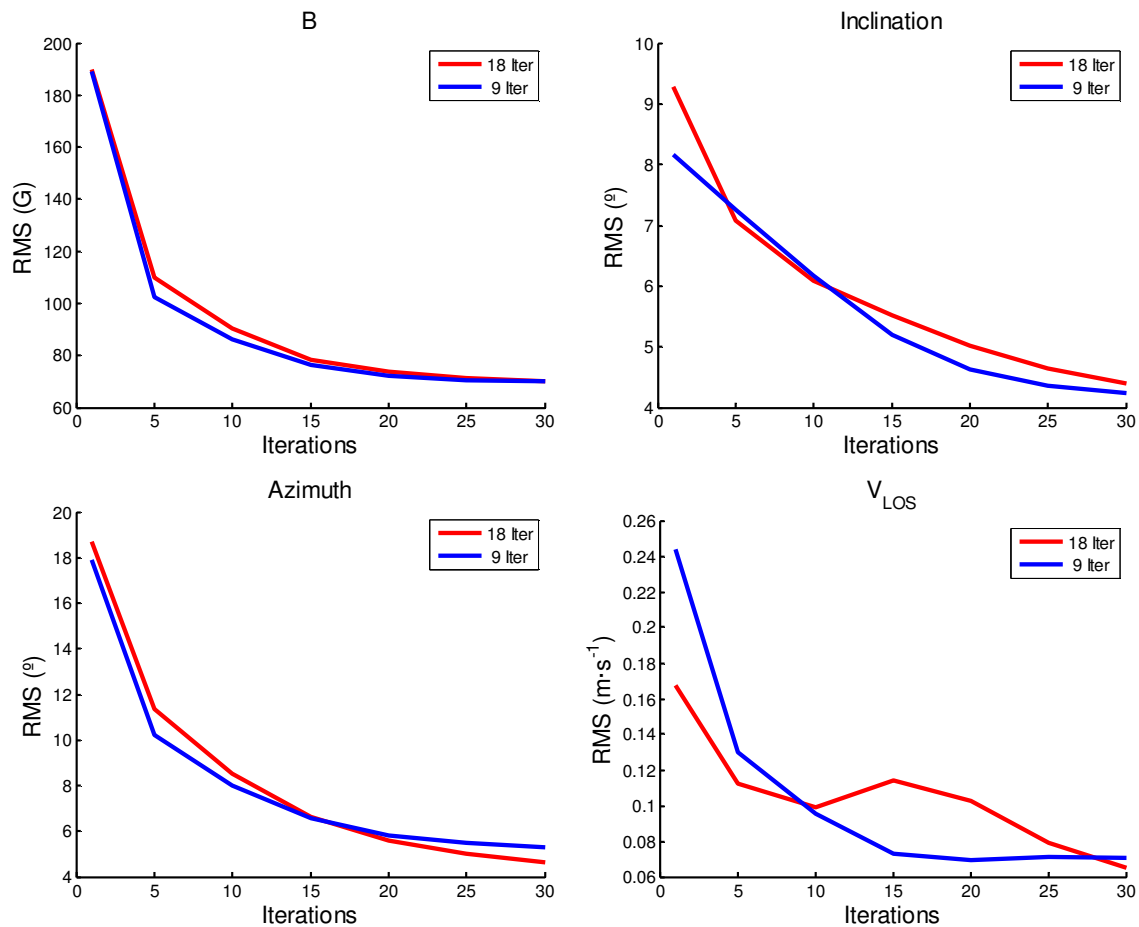 B
200
180
160
140
120
100
80
60
0 5 10 15 20 25 30
RMS (G)
Iterations
18 Iter
9 Iter
Inclination
10
9
8
7
6
5
4
0 5 10 15 20 25 30
RMS (º)
Iterations
18 Iter
9 Iter
Azimuth
20
18
16
14
12
10
8
6
4
0 5 10 15 20 25 30
RMS (º)
Iterations
18 Iter
9 Iter
V_LOS
0.26
0.24
0.22
0.2
0.18
0.16
0.14
0.12
0.1
0.08
0.06
0 5 10 15 20 25 30
RMS (m·s⁻¹)
Iterations
18 Iter
9 Iter